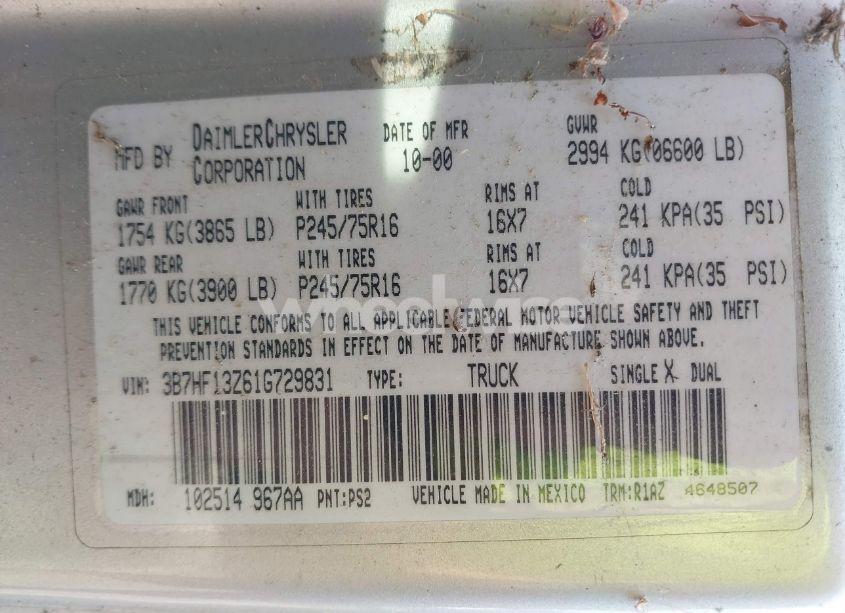 MFD BY DAIMLERCHRYSLER CORPORATION DATE OF MFR 10-00 GVWR 2994 KG(06600 LB)
GAWR FRONT WITH TIRES RIMS AT COLD
1754 KG(3865 LB) P245/75R16 16X7 241 KPA(35 PSI)
GAWR REAR WITH TIRES RIMS AT COLD
1770 KG(3900 LB) P245/75R16 16X7 241 KPA(35 PSI)
THIS VEHICLE CONFORMS TO ALL APPLICABLE FEDERAL MOTOR VEHICLE SAFETY AND THEFT
PREVENTION STANDARDS IN EFFECT ON THE DATE OF MANUFACTURE SHOWN ABOVE.
VIN: 3B7HF13Z61G729831 TYPE: TRUCK SINGLE X DUAL
MDH: 102514 967AA PNT:PS2 VEHICLE MADE IN MEXICO TRM:R1AZ 4648507